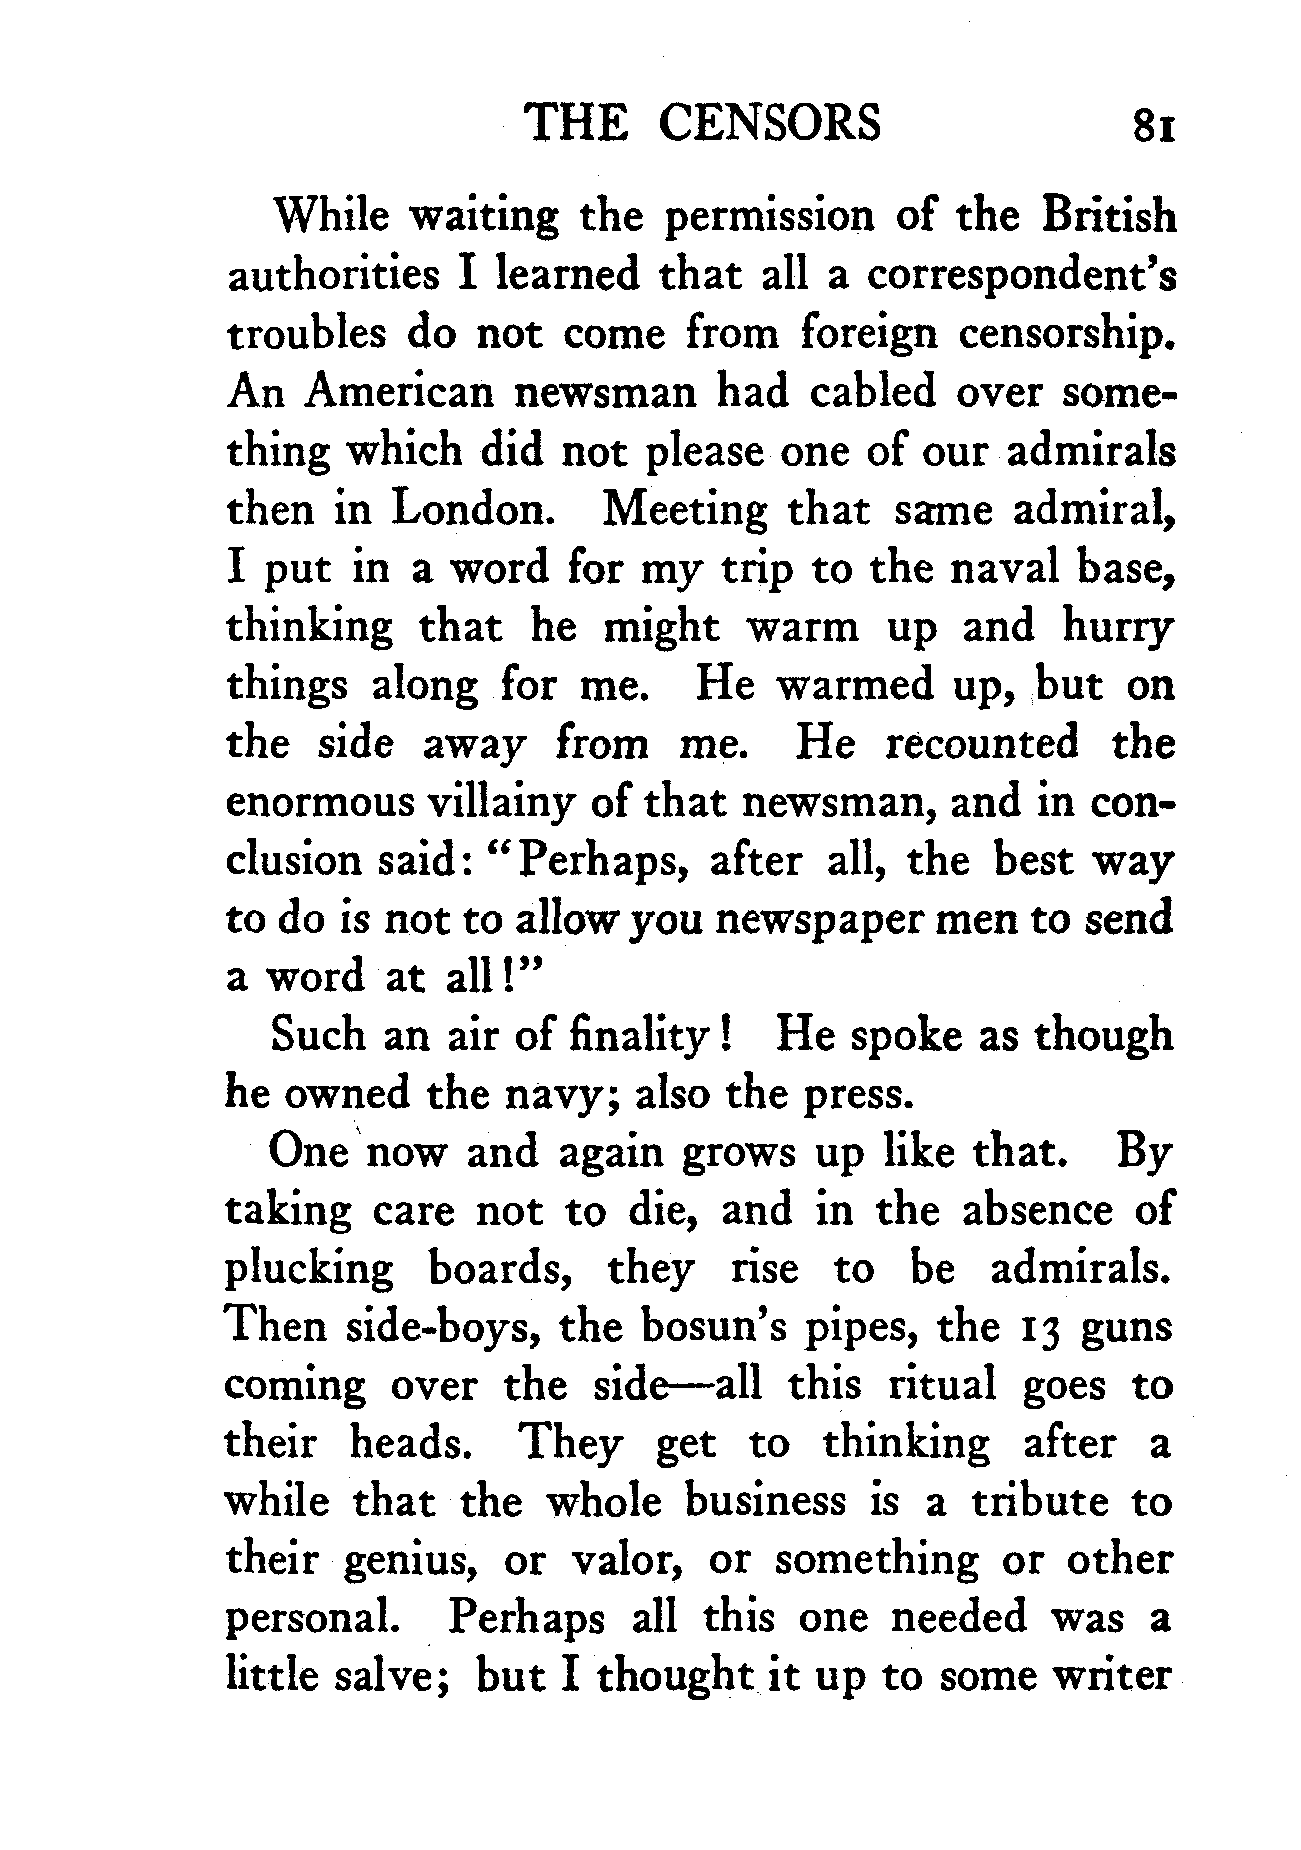 THE CENSORS 81
While waiting the permission of the British
authorities I learned that all a correspondent's
troubles do not come from foreign censorship.
An American newsman had cabled over some-
thing which did not please one of our admirals
then in London. Meeting that same admiral,
I put in a word for my trip to the naval base,
thinking that he might warm up and hurry
things along for me. He warmed up, but on
the side away from me. He recounted the
enormous villainy of that newsman, and in con-
clusion said: "Perhaps, after all, the best way
to do is not to allow you newspaper men to send
a word at all!"
Such an air of finality! He spoke as though
he owned the navy; also the press.
One now and again grows up like that. By
taking care not to die, and in the absence of
plucking boards, they rise to be admirals.
Then side-boys, the bosun's pipes, the 13 guns
coming over the side—all this ritual goes to
their heads. They get to thinking after a
while that the whole business is a tribute to
their genius, or valor, or something or other
personal. Perhaps all this one needed was a
little salve; but I thought it up to some writer